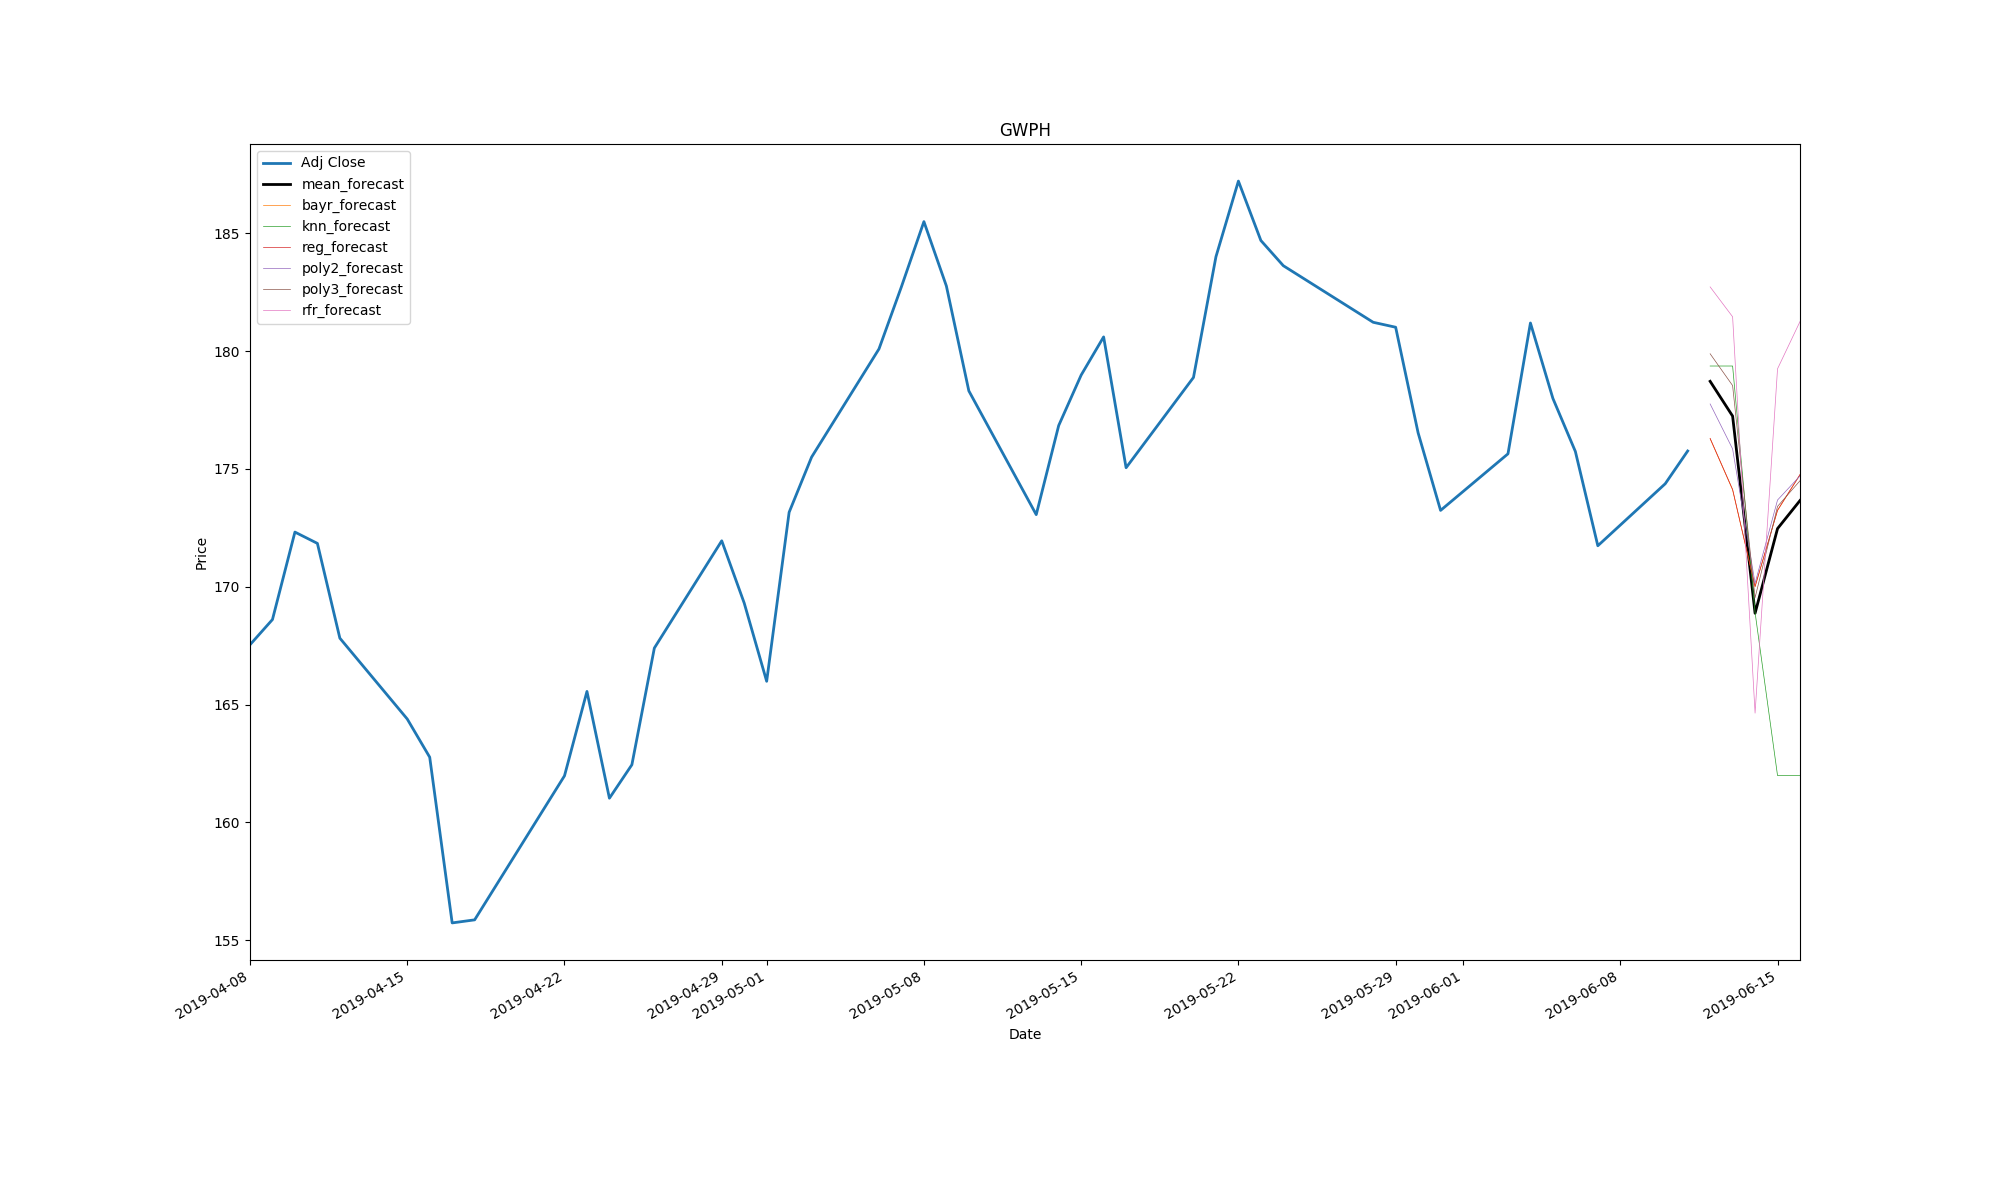 GWPH
Adj Close
mean_forecast
bayr_forecast
knn_forecast
reg_forecast
poly2_forecast
poly3_forecast
rfr_forecast
185
180
175
170
165
160
155
Price
2019-04-08
2019-04-15
2019-04-22
2019-04-29
2019-05-01
2019-05-08
2019-05-15
2019-05-22
2019-05-29
2019-06-01
2019-06-08
2019-06-15
Date